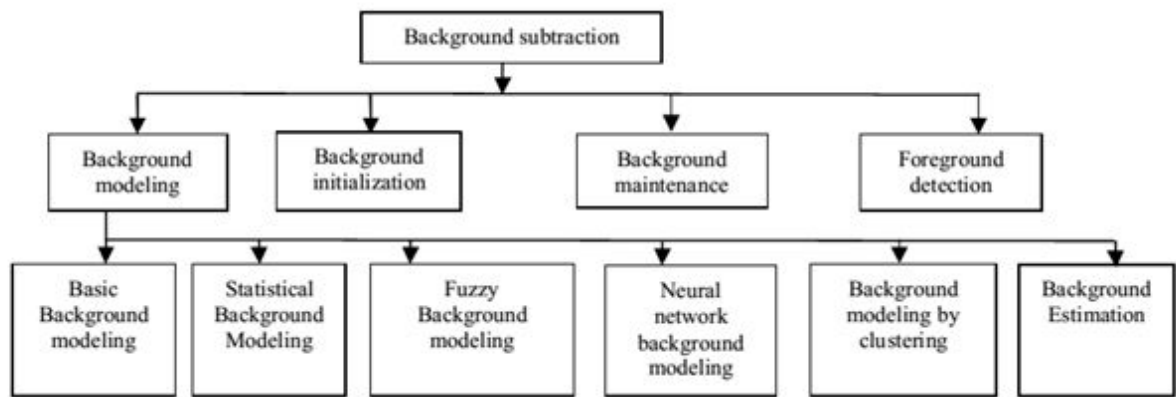 Background subtraction
Background
modeling
Background
initialization
Background
maintenance
Foreground
detection
Basic
Background
modeling
Statistical
Background
Modeling
Fuzzy
Background
modeling
Neural
network
background
modeling
Background
modeling by
clustering
Background
Estimation